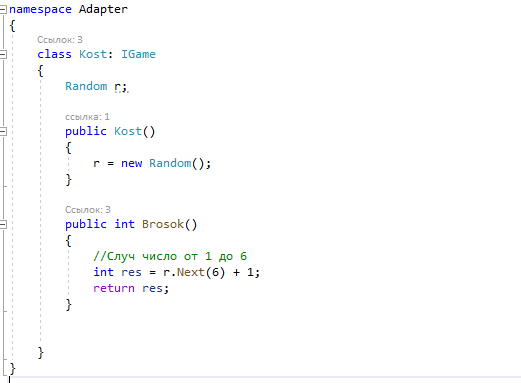 namespace Adapter
{
Ссылок: 3
class Kost: IGame
{
Random r;
ссылка: 1
public Kost()
{
r = new Random();
}
Ссылок: 3
public int Brosok()
{
//Случ число от 1 до 6
int res = r.Next(6) + 1;
return res;
}
}
}